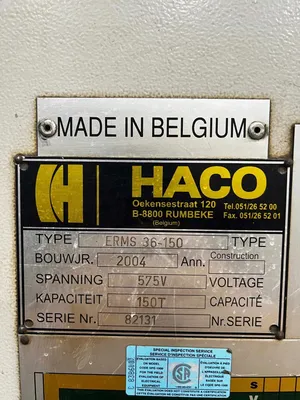 MADE IN BELGIUM
HACO
Oekensestraat 120 Tel.051/26 52 00
B-8800 RUMBEKE Fax. 051/26 52 01
(Belgium)
TYPE ERMS 36-150 TYPE
BOUWJR. 2004 Ann. Construction
SPANNING 575V VOLTAGE
KAPACITEIT 150T CAPACITÉ
SERIE Nr. 82131 Nr.SERIE
SPECIAL INSPECTION SERVICE
SERVICE D'INSPECTION SPÉCIALE